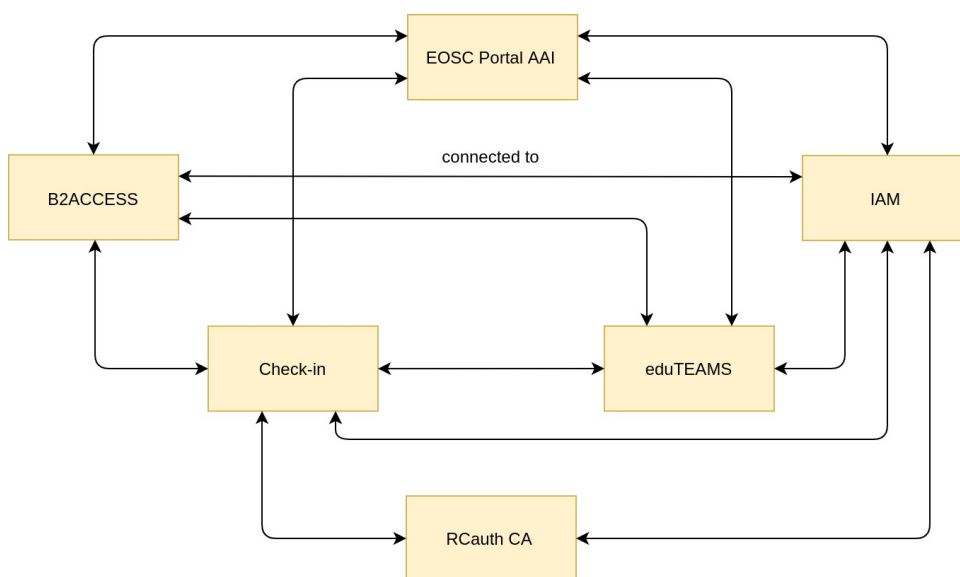 EOSC Portal AAI
connected to
B2ACCESS
IAM
Check-in
eduTEAMS
RCauth CA